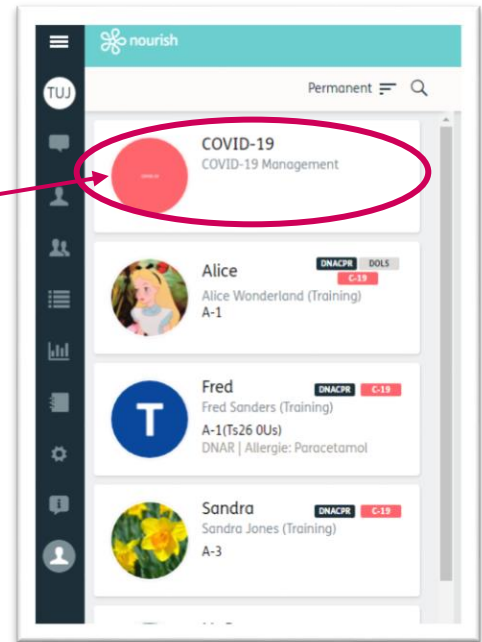 nourish
TUJ
Permanent
COVID-19
COVID-19 Management
Alice
DNACPR DOLS
C-19
Alice Wonderland (Training)
A-1
T
Fred
DNACPR C-19
Fred Sanders (Training)
A-1(Ts26 0Us)
DNAR | Allergie: Paracetamol
Sandra
DNACPR C-19
Sandra Jones (Training)
A-3